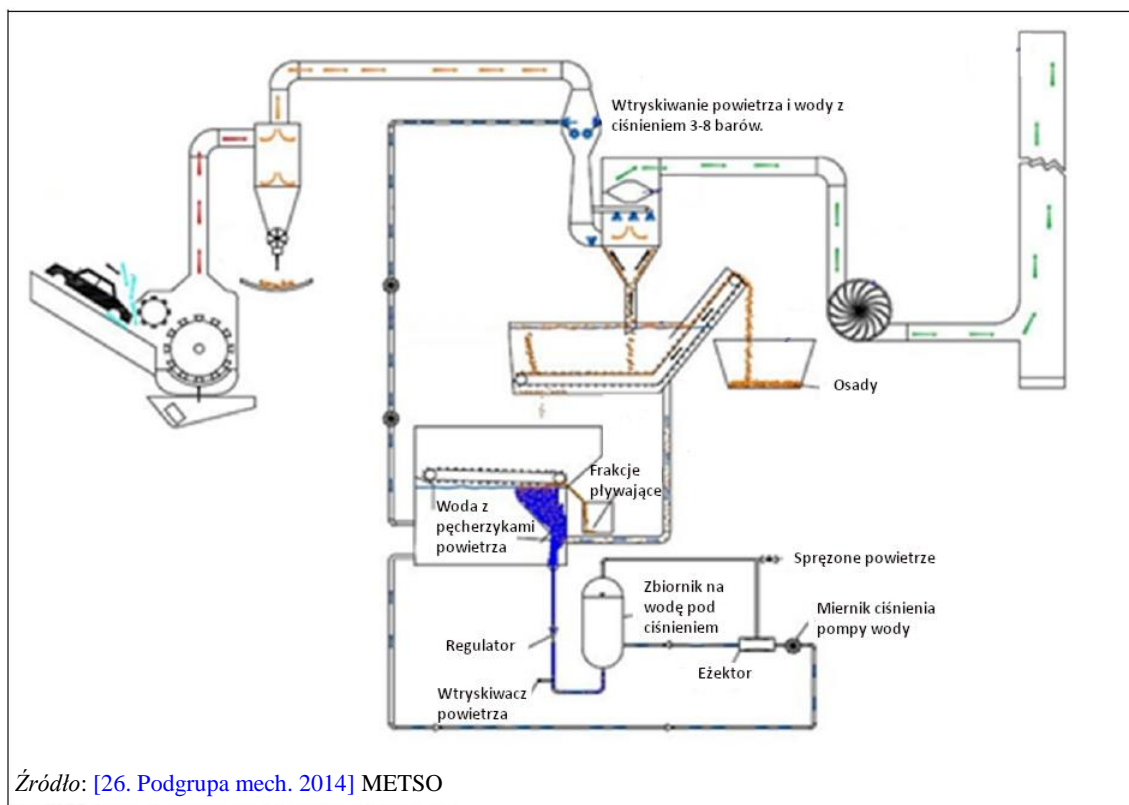 Wtryskiwanie powietrza i wody z
ciśnieniem 3-8 barów.
Osady
Frakcje
pływające
Woda z
pęcherzykami
powietrza
Spręzone powietrze
Zbiornik na
wodę pod
ciśnieniem
Miernik ciśnienia
pompy wody
Regulator
Eżektor
Wtryskiwacz
powietrza
Źródło: [26. Podgrupa mech. 2014] METSO